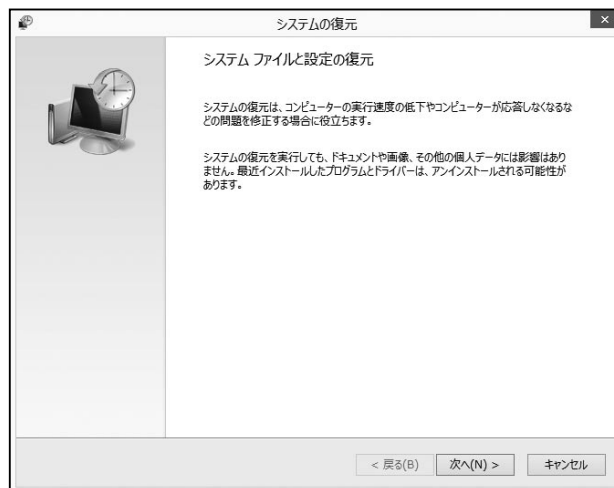 システムの復元
システム ファイルと設定の復元
システムの復元は、コンピューターの実行速度の低下やコンピューターが応答しなくなるな
どの問題を修正する場合に役立ちます。
システムの復元を実行しても、ドキュメントや画像、その他の個人データには影響はあり
ません。最近インストールしたプログラムとドライバーは、アンインストールされる可能性が
あります。
< 戻る(B) 次へ(N) > キャンセル